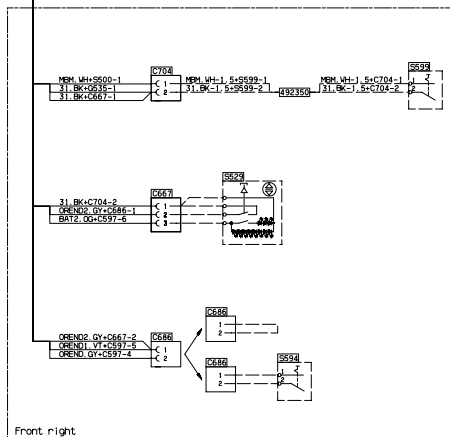 C704
S599
MBM.WH+S500-1
1
MBM.WH-1.5+S599-1
MBM.WH-1.5+C704-1
1
31.BK+Q535-1
2
31.BK-1.5+S599-2
492350
31.BK-1.5+C704-2
2
31.BK+C667-1
S529
C667
31.BK+C704-2
1
OREND2.GY+C686-1
2
BAT2.OG+C597-6
3
C686
1
2
OREND2.GY+C667-2
C686
OREND1.VT+C597-5
1
OREND.GY+C597-4
2
C686
S594
1
1
2
2
Front right